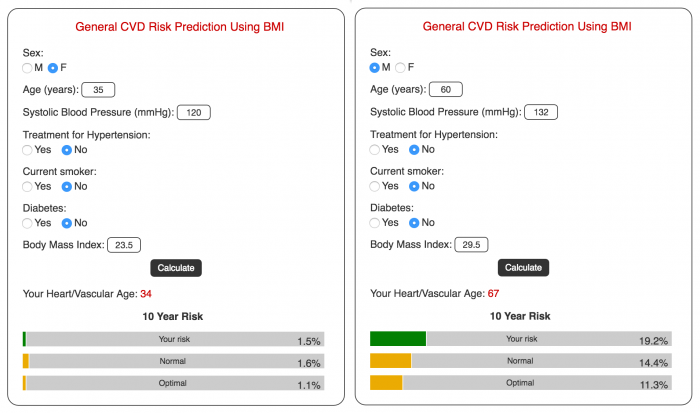 General CVD Risk Prediction Using BMI
Sex:
M F
Age (years): 35
Systolic Blood Pressure (mmHg): 120
Treatment for Hypertension:
Yes No
Current smoker:
Yes No
Diabetes:
Yes No
Body Mass Index: 23.5
Calculate
Your Heart/Vascular Age: 34
10 Year Risk
Your risk 1.5%
Normal 1.6%
Optimal 1.1%
General CVD Risk Prediction Using BMI
Sex:
M F
Age (years): 60
Systolic Blood Pressure (mmHg): 132
Treatment for Hypertension:
Yes No
Current smoker:
Yes No
Diabetes:
Yes No
Body Mass Index: 29.5
Calculate
Your Heart/Vascular Age: 67
10 Year Risk
Your risk 19.2%
Normal 14.4%
Optimal 11.3%